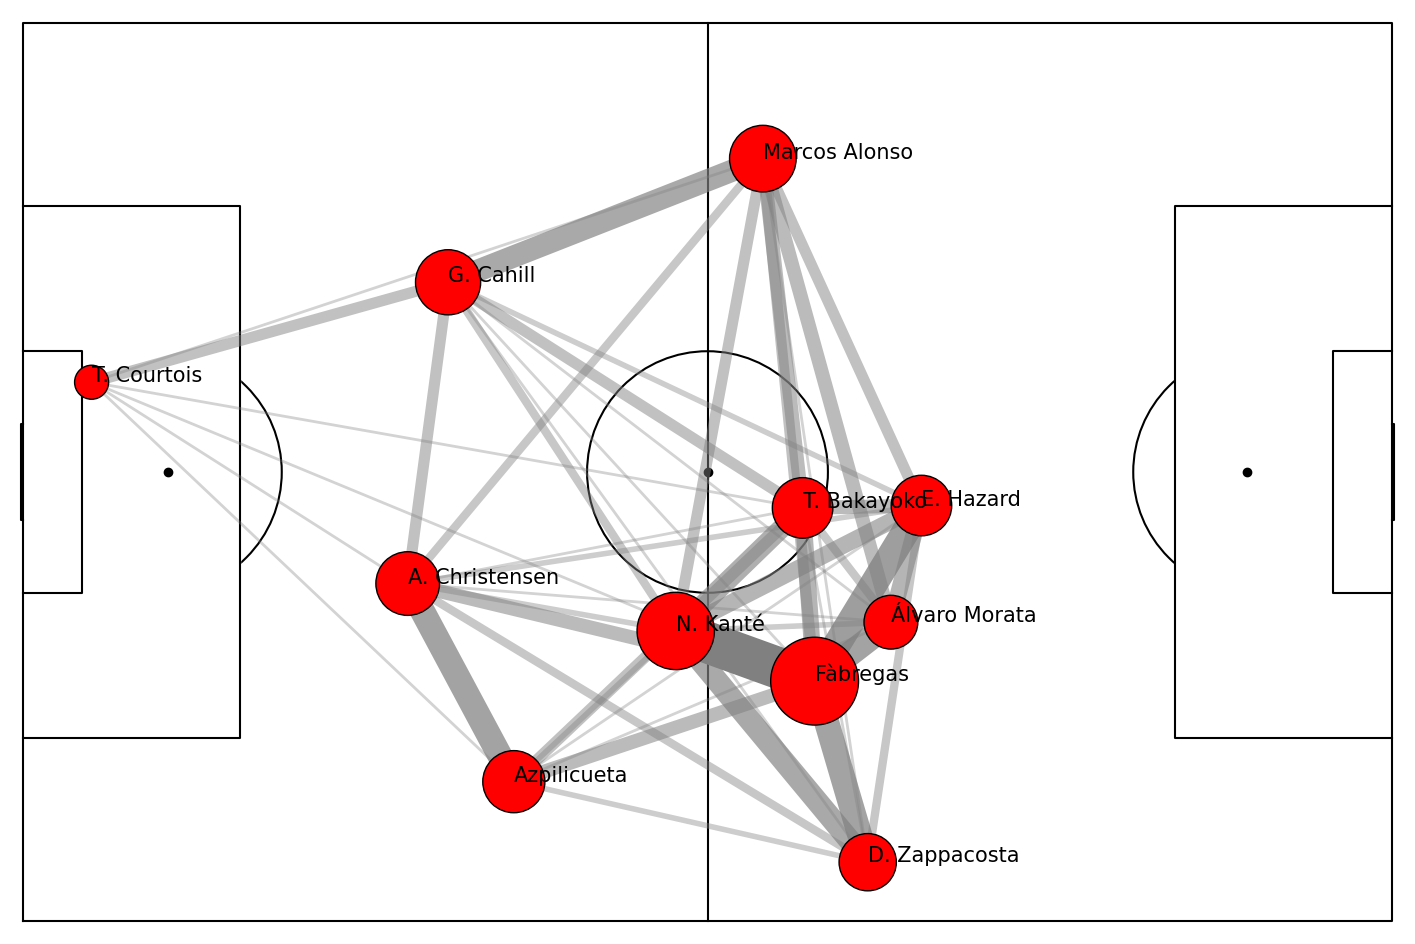 Marcos Alonso
G. Cahill
T. Courtois
T. Bakayoko
E. Hazard
A. Christensen
Álvaro Morata
N. Kanté
Fàbregas
Azpilicueta
D. Zappacosta